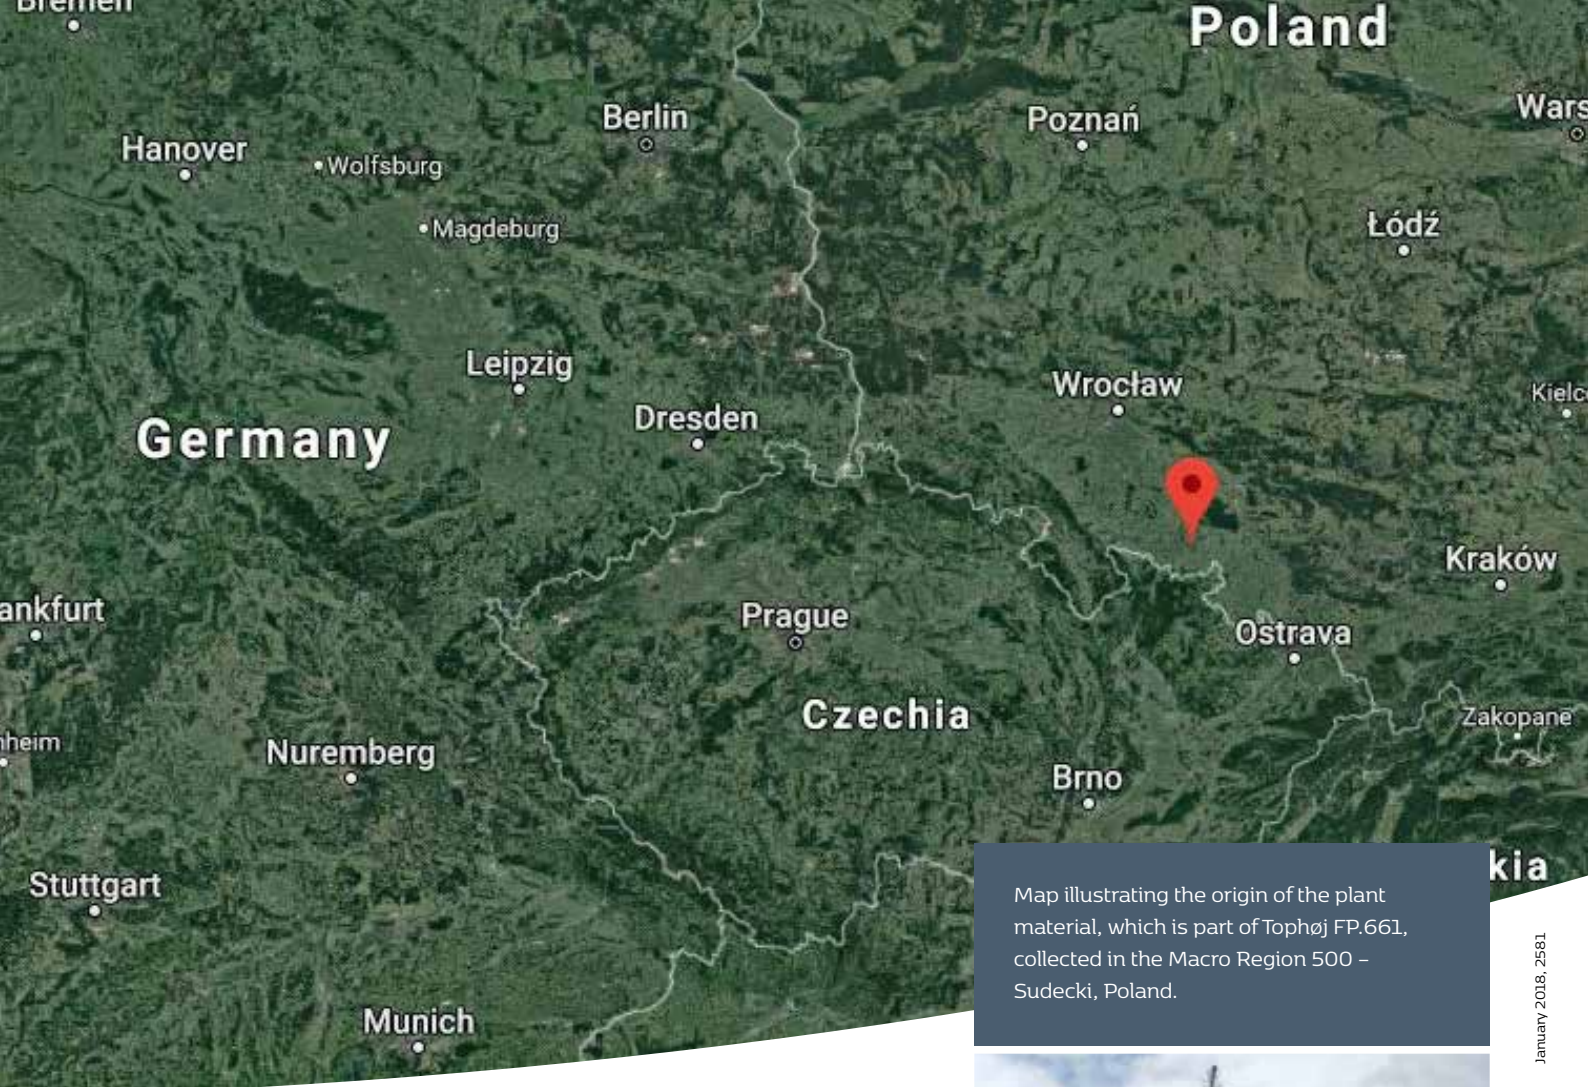 Bremen
Poland
Berlin
Poznań
Wars
Hanover
Wolfsburg
Magdeburg
Łódź
Leipzig
Wrocław
Kielc
Dresden
Germany
Kraków
ankfurt
Prague
Ostrava
Czechia
Zakopane
nheim
Nuremberg
Brno
kia
Stuttgart
Munich
Map illustrating the origin of the plant
material, which is part of Tophøj FP.661,
collected in the Macro Region 500 –
Sudecki, Poland.
January 2018, 2581